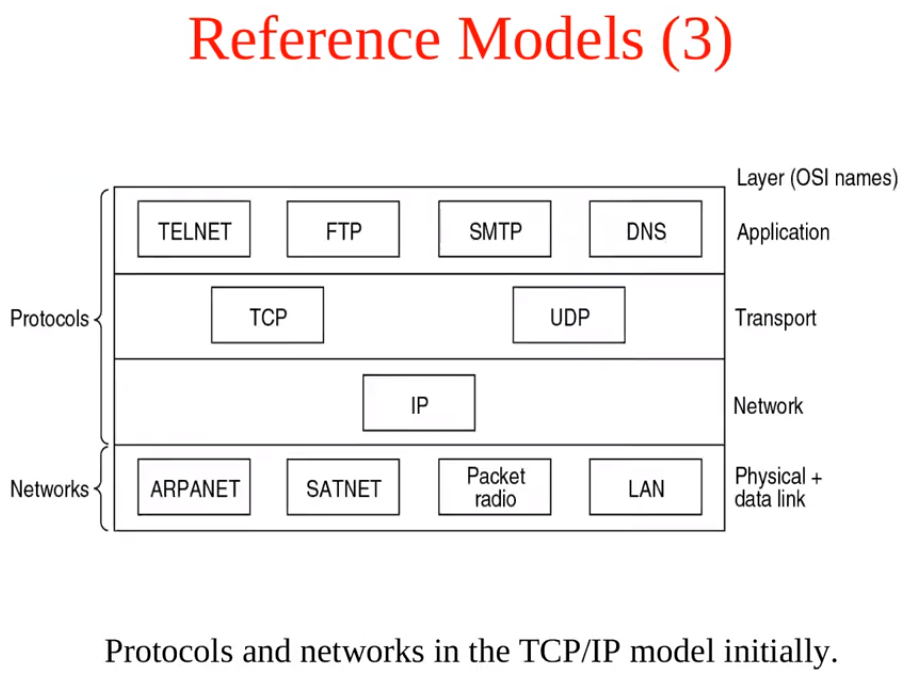 Reference Models (3)
Layer (OSI names)
TELNET
FTP
SMTP
DNS
Application
Protocols
TCP
UDP
Transport
IP
Network
Networks
ARPANET
SATNET
Packet
radio
LAN
Physical +
data link
Protocols and networks in the TCP/IP model initially.